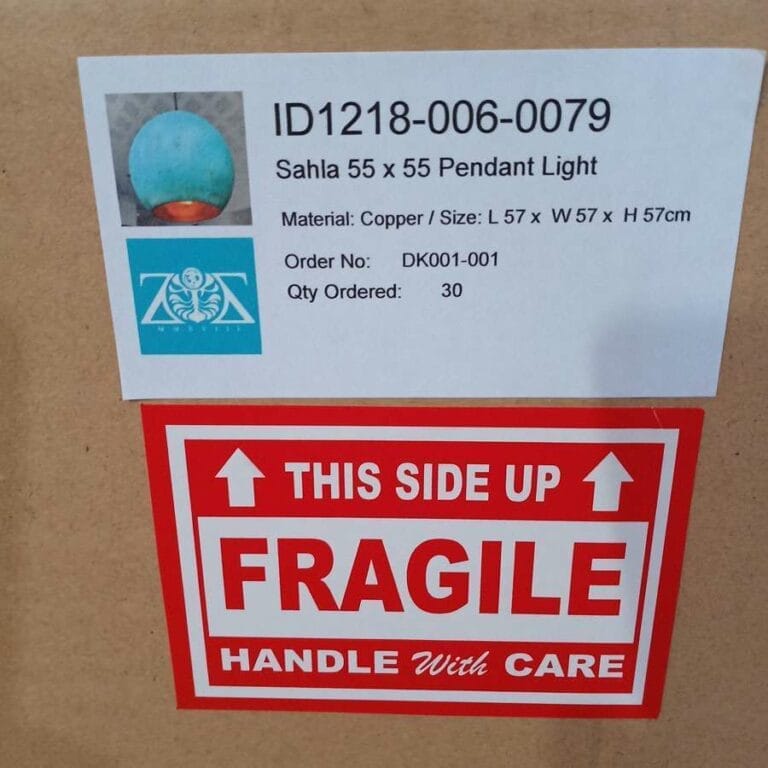 ID1218-006-0079
Sahla 55 x 55 Pendant Light
Material: Copper / Size: L 57 x W 57 x H 57cm
Order No: DK001-001
Qty Ordered: 30
THIS SIDE UP
FRAGILE
HANDLE With CARE